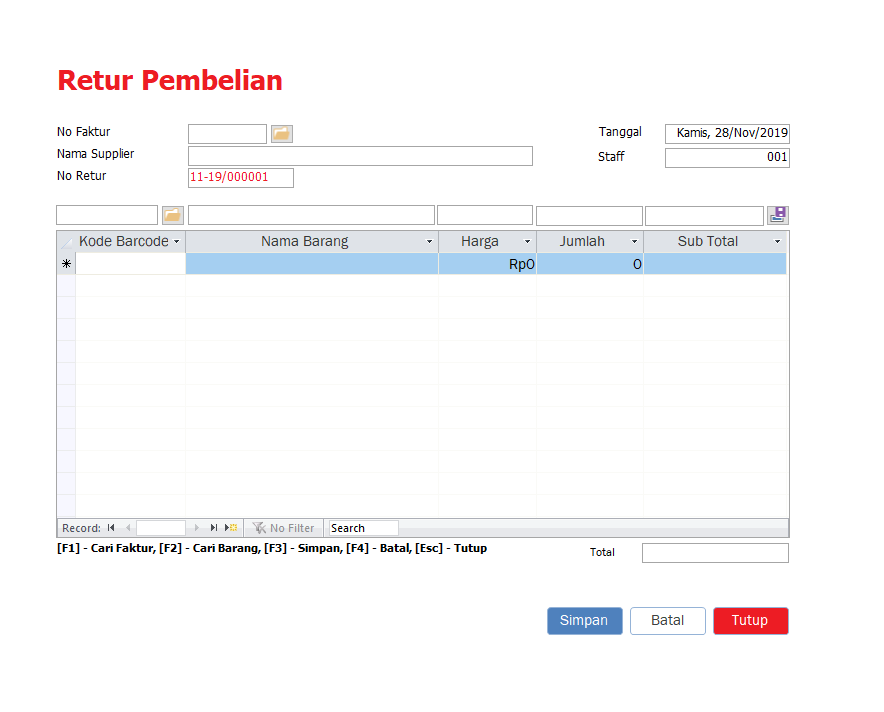 Retur Pembelian
No Faktur
Tanggal Kamis, 28/Nov/2019
Nama Supplier
Staff 001
No Retur 11-19/000001
Kode Barcode Nama Barang Harga Jumlah Sub Total
* Rp0 0
Record: No Filter Search
[F1] - Cari Faktur, [F2] - Cari Barang, [F3] - Simpan, [F4] - Batal, [Esc] - Tutup
Total
Simpan Batal Tutup